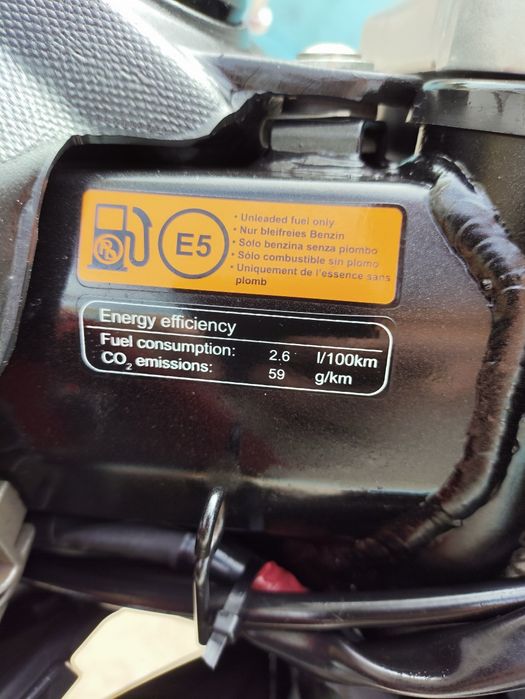 • Unleaded fuel only
• Nur bleifreies Benzin
• Sólo benzina senza piombo
• Sólo combustible sin plomo
• Uniquement de l'essence sans
plomb
E5
Energy efficiency
Fuel consumption: 2.6 l/100km
CO2 emissions: 59 g/km